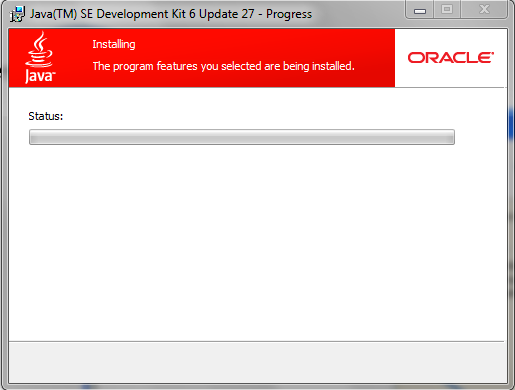 Java(TM) SE Development Kit 6 Update 27 - Progress
Installing
The program features you selected are being installed.
Java™
ORACLE®
Status: